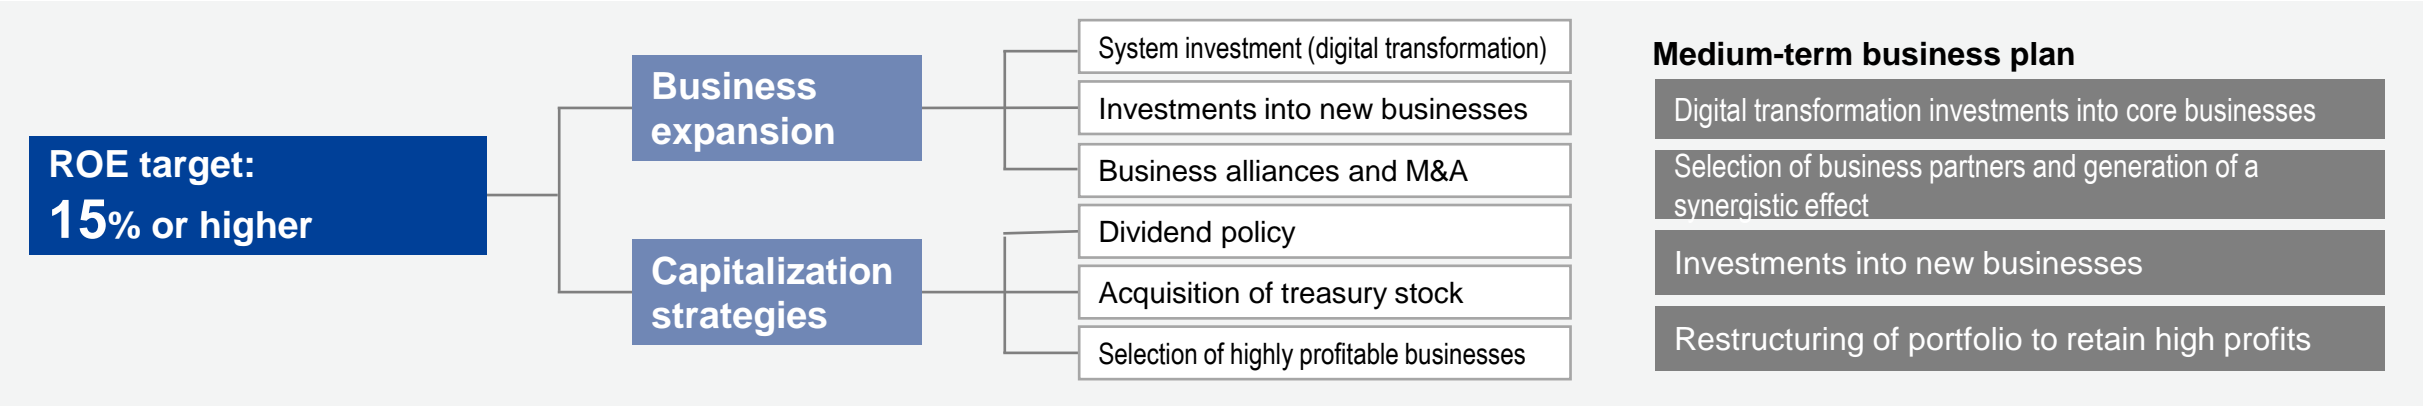 ROE target:
15% or higher
Business
expansion
Capitalization
strategies
System investment (digital transformation)
Investments into new businesses
Business alliances and M&A
Dividend policy
Acquisition of treasury stock
Selection of highly profitable businesses
Medium-term business plan
Digital transformation investments into core businesses
Selection of business partners and generation of a
synergistic effect
Investments into new businesses
Restructuring of portfolio to retain high profits